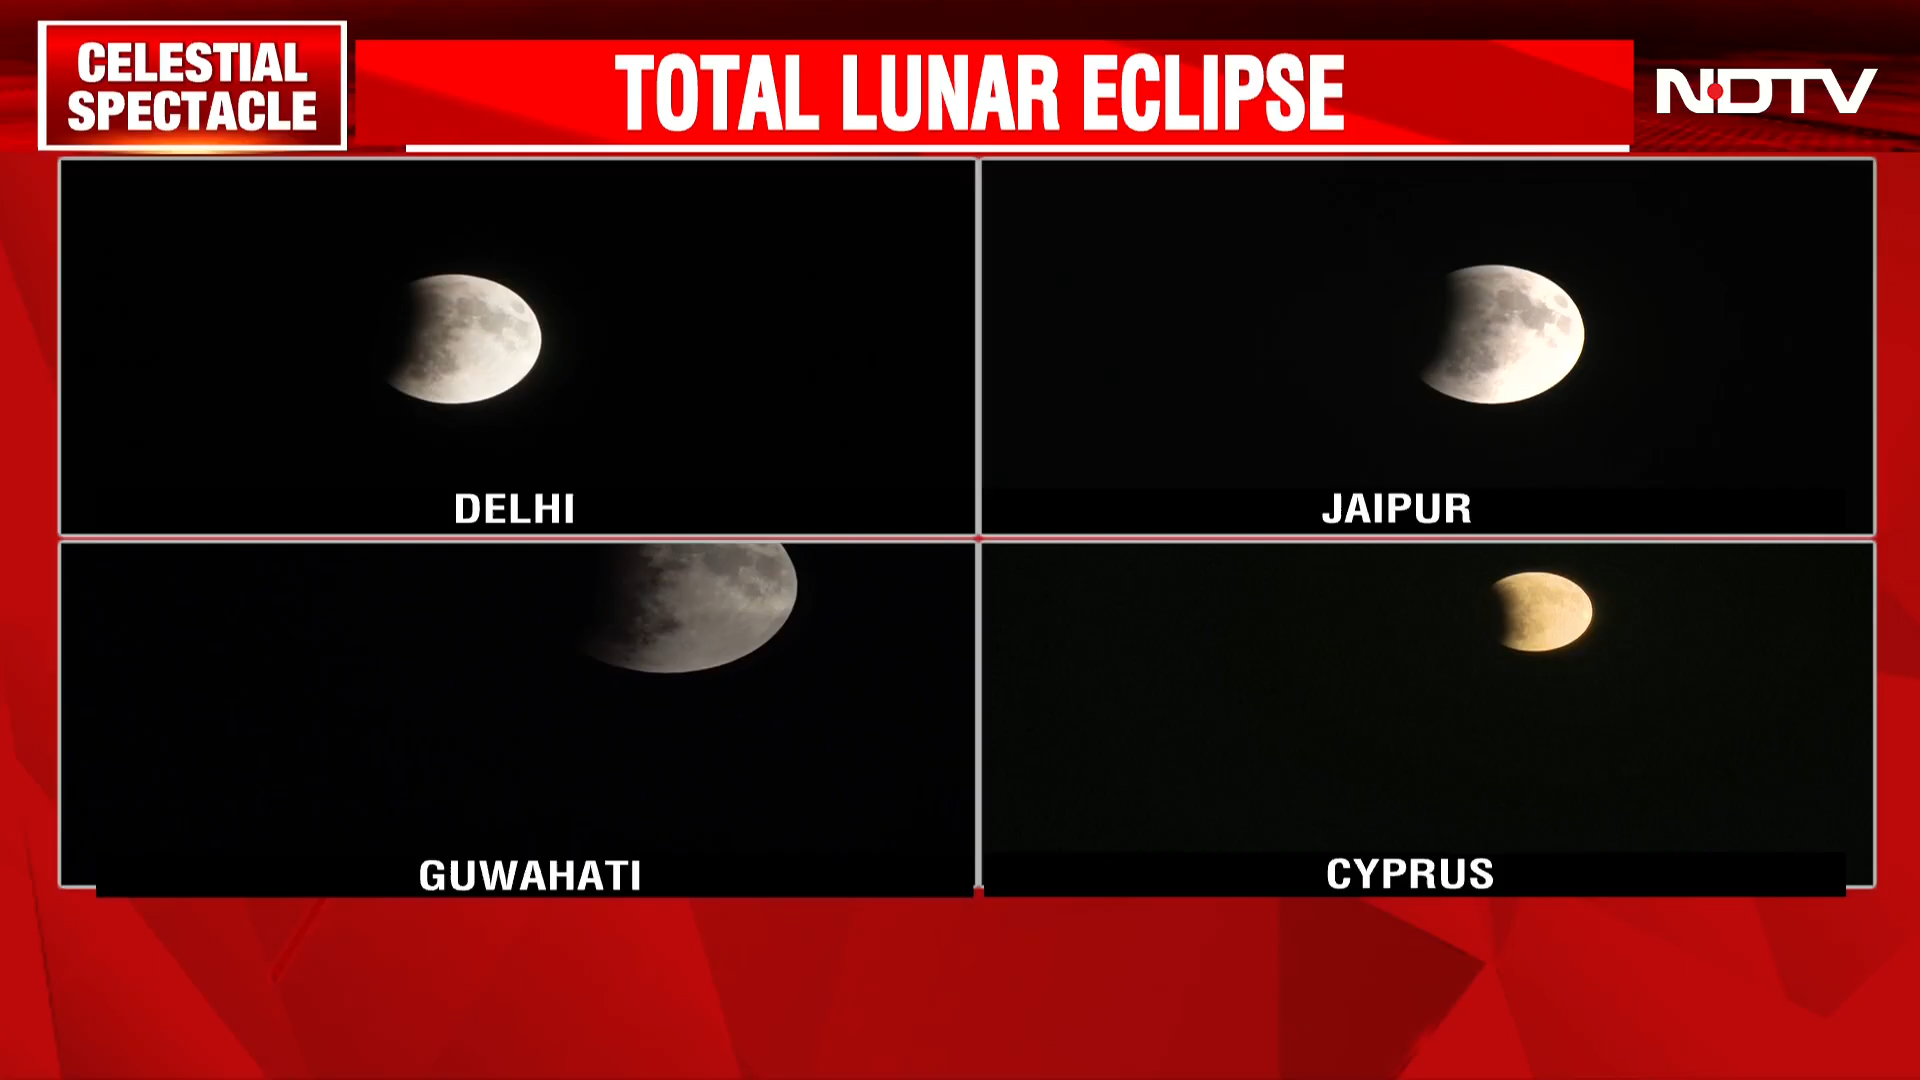 CELESTIAL
SPECTACLE
TOTAL LUNAR ECLIPSE
NDTV
DELHI
JAIPUR
GUWAHATI
CYPRUS